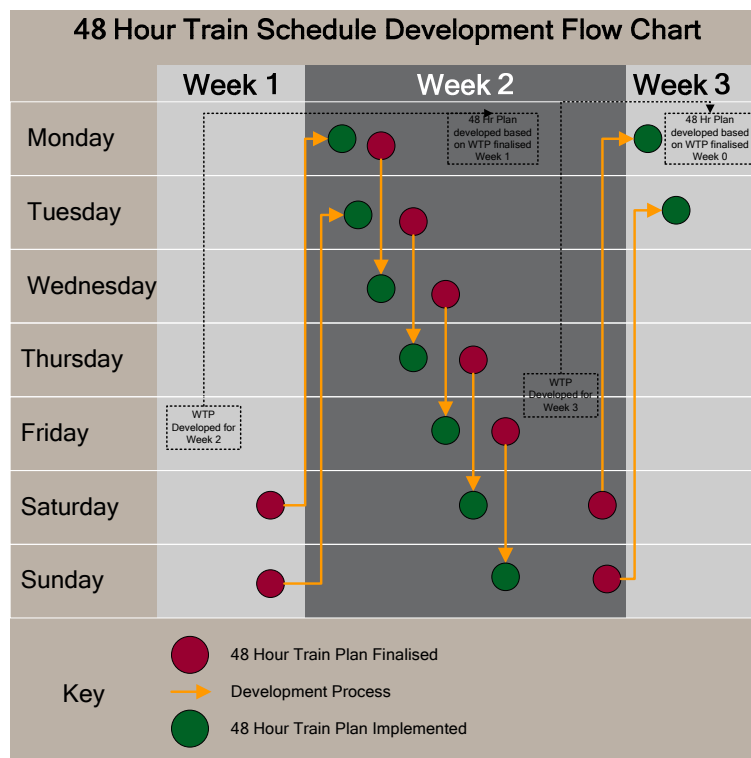 48 Hour Train Schedule Development Flow Chart
Week 1
Week 2
Week 3
Monday
48 Hr Plan
developed based
on WTP finalised
Week 1
48 Hr Plan
developed based
on WTP finalised
Week 0
Tuesday
Wednesday
Thursday
WTP
Developed for
Week 3
Friday
WTP
Developed for
Week 2
Saturday
Sunday
Key
48 Hour Train Plan Finalised
Development Process
48 Hour Train Plan Implemented